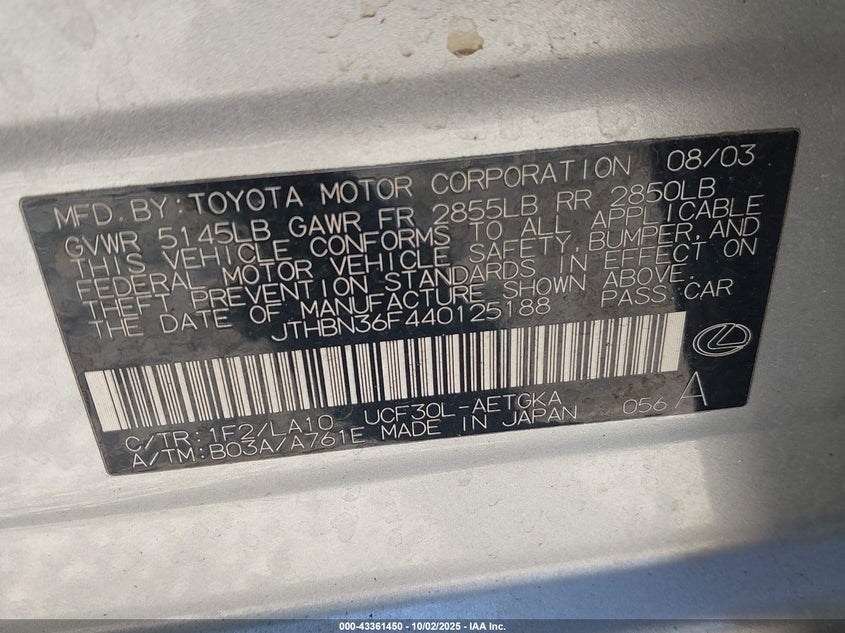 MFD. BY: TOYOTA MOTOR CORPORATION 08/03
GVWR 5145LB GAWR FR 2855LB RR 2850LB
THIS VEHICLE CONFORMS TO ALL APPLICABLE
FEDERAL MOTOR VEHICLE SAFETY, BUMPER, AND
THEFT PREVENTION STANDARDS IN EFFECT ON
THE DATE OF MANUFACTURE SHOWN ABOVE.
JTHBN36F440125188 PASS.CAR
C/TR:1F2/LA10 UCF30L-AETGKA 056 A
A/TM:B03A/A761E MADE IN JAPAN
000-43361450 - 10/02/2025 - IAA Inc.